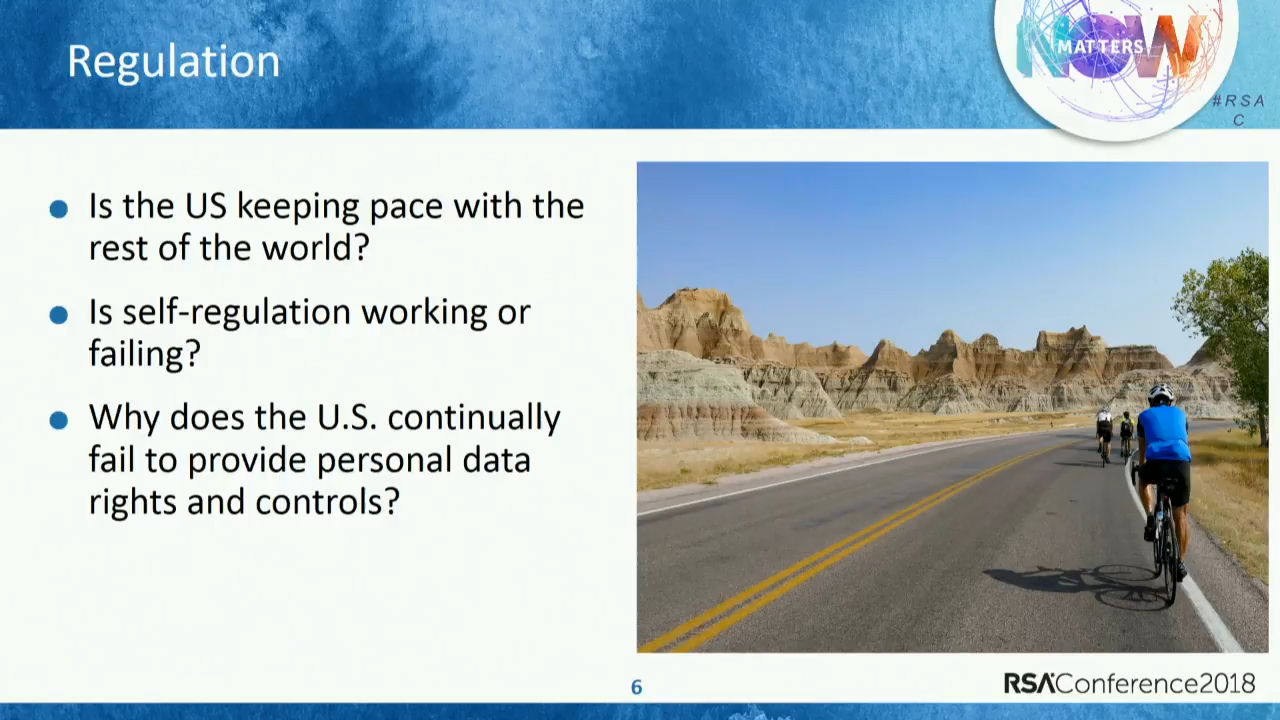 Regulation
NOW
MATTERS
#RSA
C
Is the US keeping pace with the
rest of the world?
Is self-regulation working or
failing?
Why does the U.S. continually
fail to provide personal data
rights and controls?
6
RSAConference2018